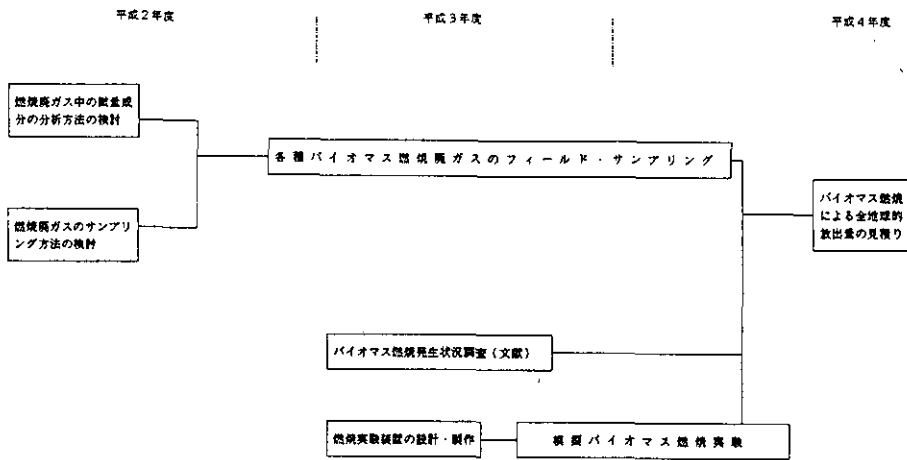 平成2年度
平成3年度
平成4年度
燃焼廃ガス中の微量成
分の分析方法の検討
各種バイオマス燃焼廃ガスのフィールド・サンプリング
燃焼廃ガスのサンプリ
ング方法の検討
バイオマス燃焼
による全地球的
放出量の見積り
バイオマス燃焼発生状況調査(文献)
燃焼実験装置の設計・製作
模擬バイオマス燃焼実験